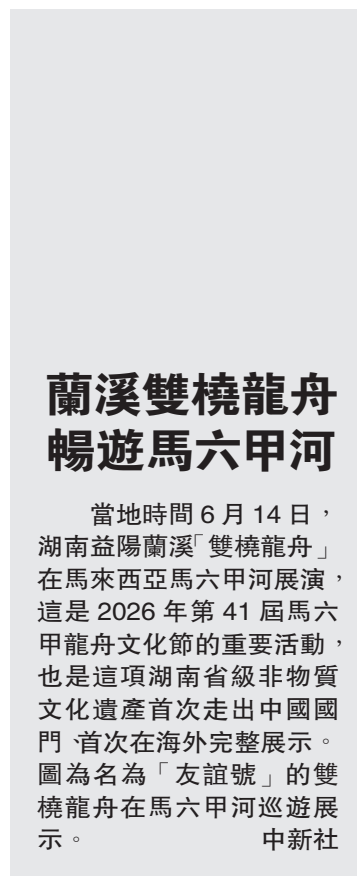 蘭溪雙橈龍舟
暢遊馬六甲河
當地時間 6 月 14 日，
湖南益陽蘭溪「雙橈龍舟」
在馬來西亞馬六甲河展演，
這是 2026 年第 41 屆馬六
甲龍舟文化節的重要活動，
也是這項湖南省級非物質
文化遺產首次走出中國國
門、首次在海外完整展示。
圖為名為「友誼號」的雙
橈龍舟在馬六甲河巡遊展
示。 中新社